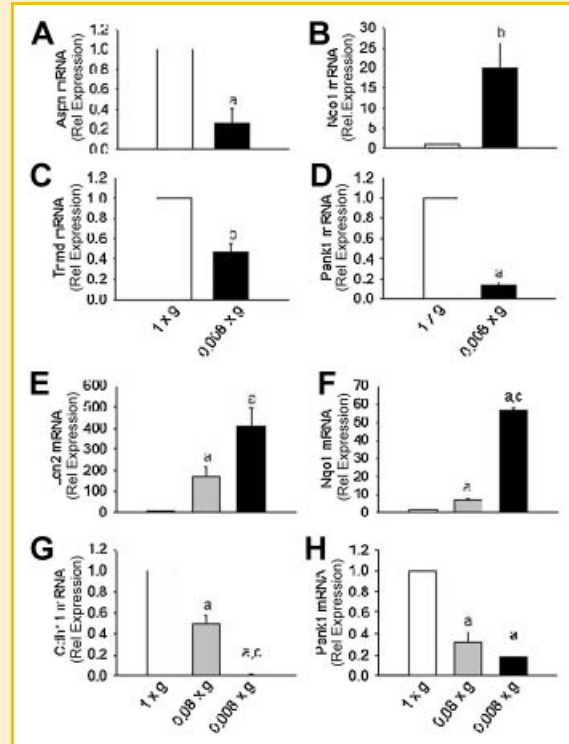 A
Aspn mRNA
(Rel Expression)
1.2
1.0
0.8
0.6
0.4
0.2
0.0
a
B
Nqo1 mRNA
(Rel.Expression)
30
25
20
15
10
5
0
b
C
Tnmd mRNA
(Rel Expression)
1.2
1.0
0.8
0.6
0.4
0.2
0.0
1 x g
0.008 x g
D
Pank1 mRNA
(Rel Expression)
1.2
1.0
0.8
0.6
0.4
0.2
0.0
a
0.008 x g
E
Lcn2 mRNA
(Rel Expression)
600
500
400
300
200
100
0
a
F
Nqo1 mRNA
(Rel Expression)
70
60
50
40
30
20
10
0
a
a,c
G
mRNA
(Rel Expression)
1.2
1.0
0.8
0.6
0.4
0.2
0.0
a
a,c
1 x g
0,08 x g
0,008 x g
H
Pank1 mRNA
(Rel Expression)
1.2
1.0
0.8
0.6
0.4
0.2
0.0
a
a
1 x g
0,08 x g
0,008 x g